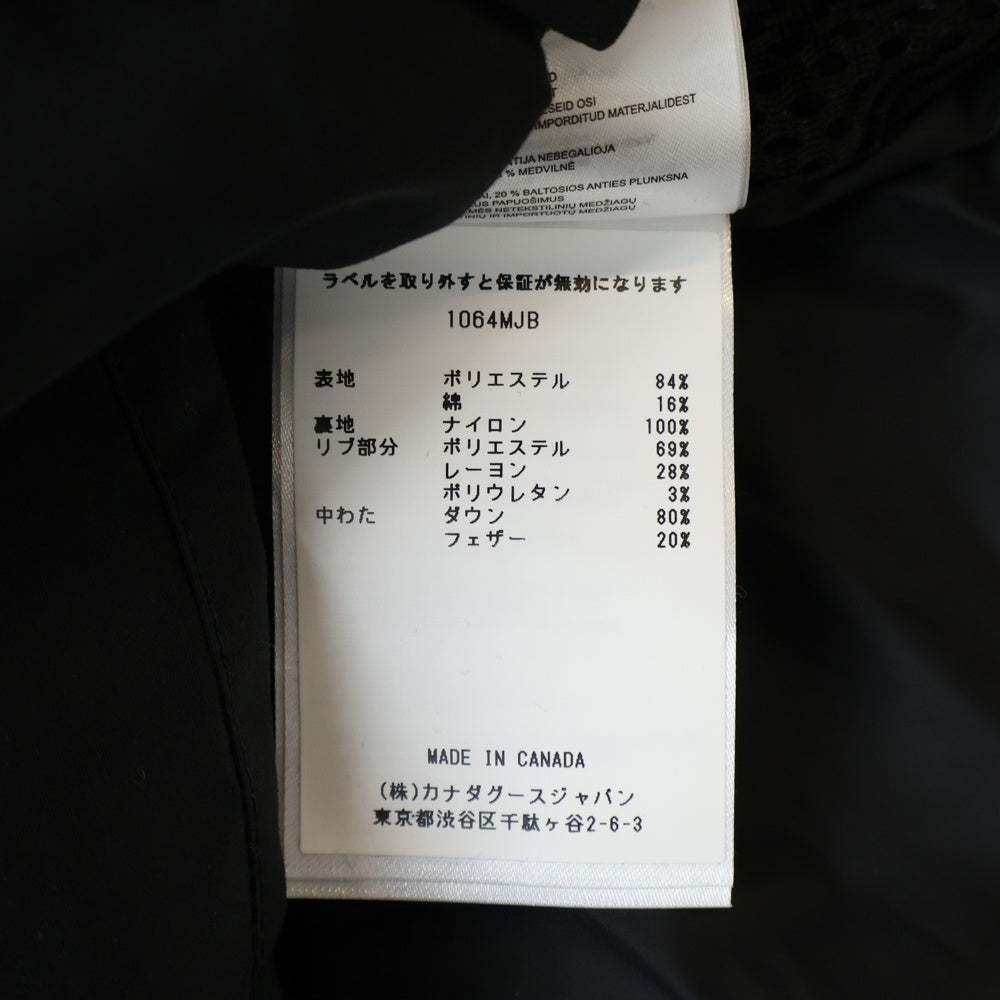 ESEID OSI
IMPORDITUD MATERJALIDEST
NEBEGALIOJA
% MEDVILNĖ
20 % BALTOSIOS ANTIES PLUNKSNA
PAPUOŠIMUS
NETEKSTILINIŲ MEDŽIAGŲ
IR IMPORTUOTŲ MEDŽIAGŲ
ラベルを取り外すと保証が無効になります
1064MJB
表地 ポリエステル 84%
綿 16%
裏地 ナイロン 100%
リブ部分 ポリエステル 69%
レーヨン 28%
ポリウレタン 3%
中わた ダウン 80%
フェザー 20%
MADE IN CANADA
(株)カナダグースジャパン
東京都渋谷区千駄ヶ谷2-6-3